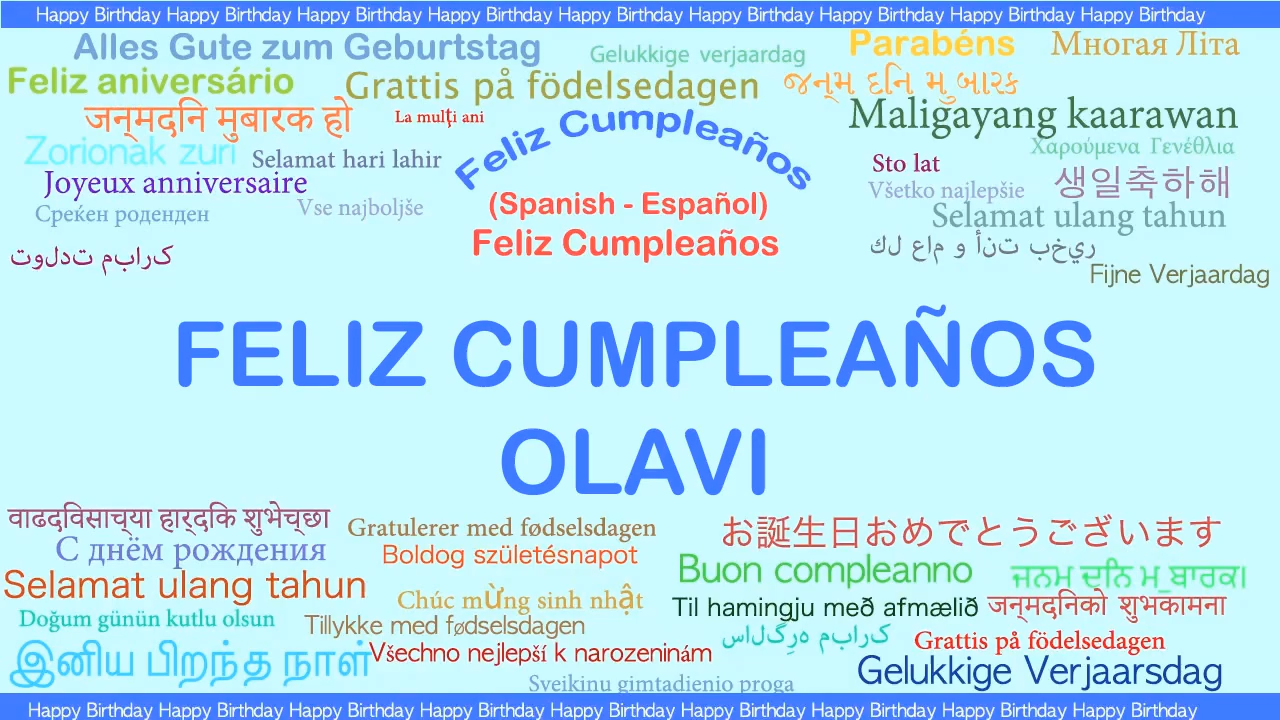 Happy Birthday Happy Birthday Happy Birthday Happy Birthday Happy Birthday Happy Birthday Happy Birthday Happy Birthday Happy Birthday
Alles Gute zum Geburtstag
Gelukkige verjaardag
Parabéns
Многая Літа
Feliz aniversário
Grattis på födelsedagen
જન્મ દિન મુબારક
जन्मदिन मुबारक हो
La mulţi ani
Feliz Cumpleaños
Maligayang kaarawan
Zorionak zuri
Selamat hari lahir
Χαρούμενα Γενέθλια
Sto lat
Joyeux anniversaire
(Spanish - Español)
Všetko najlepšie
생일축하해
Срекен роденден
Vse najboljše
Selamat ulang tahun
Feliz Cumpleaños
تولدت مبارک
كل عام و أنت بخير
Fijne Verjaardag
FELIZ CUMPLEAÑOS
OLAVI
वाढदिवसाच्या हार्दिक शुभेच्छा
Gratulerer med fødselsdagen
お誕生日おめでとうございます
С днём рождения
Boldog születésnapot
Buon compleanno
ਜਨਮ ਦਿਨ ਮੁਬਾਰਕ।
Selamat ulang tahun
Chúc mừng sinh nhật
Til hamingju með afmælið
जन्मदिनको शुभकामना
Doğum günün kutlu olsun
Tillykke med fødselsdagen
سالگِرہ مبارک
Grattis på födelsedagen
இனிய பிறந்த நாள்
Všechno nejlepší k narozeninám
Gelukkige Verjaarsdag
Sveikinu gimtadienio proga
Happy Birthday Happy Birthday Happy Birthday Happy Birthday Happy Birthday Happy Birthday Happy Birthday Happy Birthday Happy Birthday